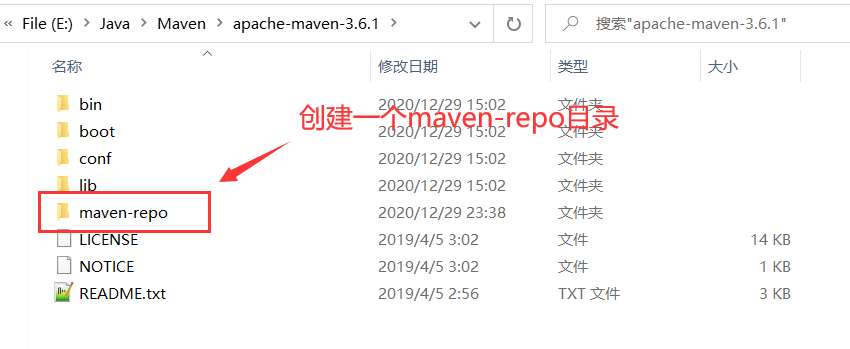 « File (E:) > Java > Maven > apache-maven-3.6.1 >
搜索"apache-maven-3.6.1"
名称 修改日期 类型 大小
bin 2020/12/29 15:02 文件夹
创建一个maven-repo目录
boot 2020/12/29 15:02 文件夹
conf 2020/12/29 15:02 文件夹
lib 2020/12/29 15:02 文件夹
maven-repo 2020/12/29 23:38 文件夹
LICENSE 2019/4/5 3:02 文件 14 KB
NOTICE 2019/4/5 3:02 文件 1 KB
README.txt 2019/4/5 2:56 TXT 文件 3 KB